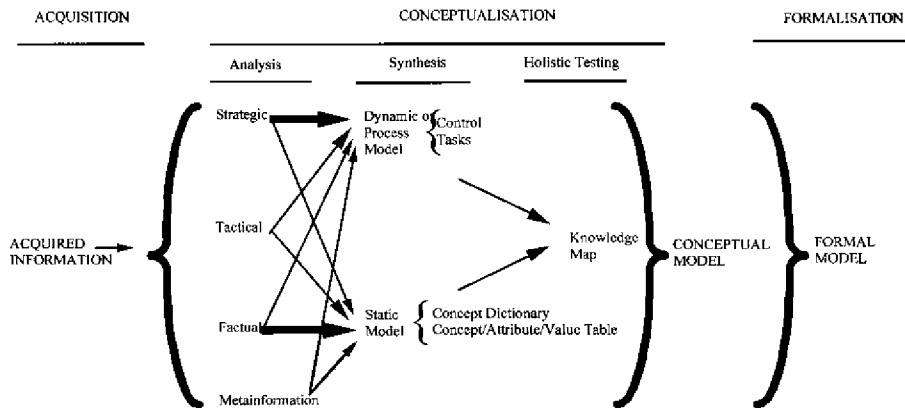 ACQUISITION
CONCEPTUALISATION
FORMALISATION
Analysis
Synthesis
Holistic Testing
Strategic
Dynamic or
Process
Model
Control
Tasks
Tactical
ACQUIRED
INFORMATION
Knowledge
Map
CONCEPTUAL
MODEL
FORMAL
MODEL
Factual
Static
Model
Concept Dictionary
Concept/Attribute/Value Table
Metainformation